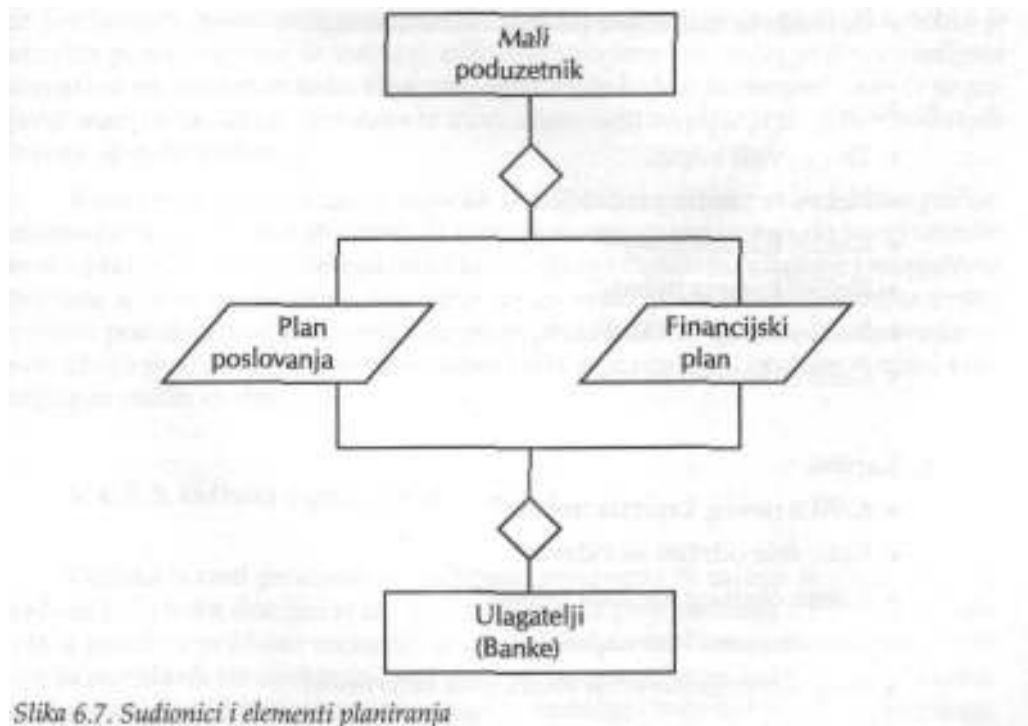 Mali
poduzetnik
Plan
poslovanja
Financijski
plan
Ulagatelji
(Banke)
Slika 6.7. Sudionici i elementi planiranja